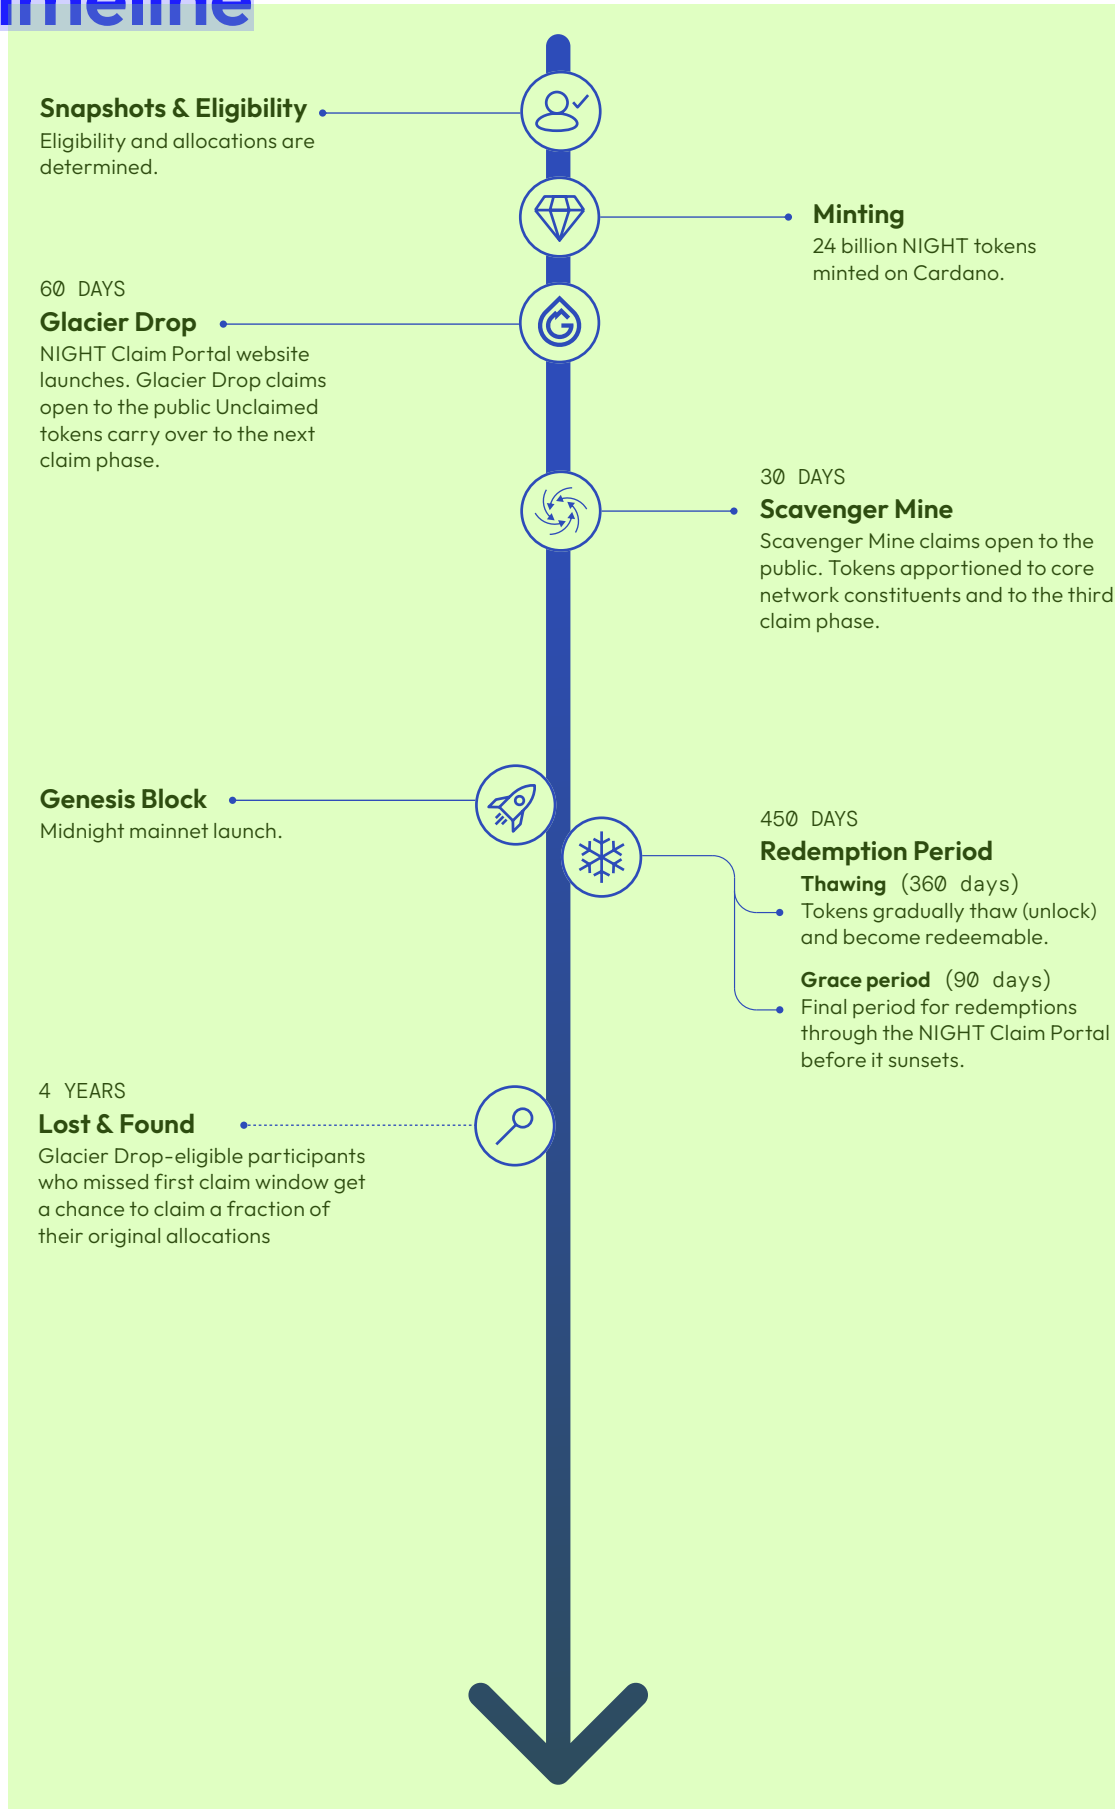 Snapshots & Eligibility
Eligibility and allocations are
determined.
Minting
24 billion NIGHT tokens
minted on Cardano.
60 DAYS
Glacier Drop
NIGHT Claim Portal website
launches. Glacier Drop claims
open to the public Unclaimed
tokens carry over to the next
claim phase.
30 DAYS
Scavenger Mine
Scavenger Mine claims open to the
public. Tokens apportioned to core
network constituents and to the third
claim phase.
Genesis Block
Midnight mainnet launch.
450 DAYS
Redemption Period
Thawing (360 days)
Tokens gradually thaw (unlock)
and become redeemable.
Grace period (90 days)
Final period for redemptions
through the NIGHT Claim Portal
before it sunsets.
4 YEARS
Lost & Found
Glacier Drop-eligible participants
who missed first claim window get
a chance to claim a fraction of
their original allocations